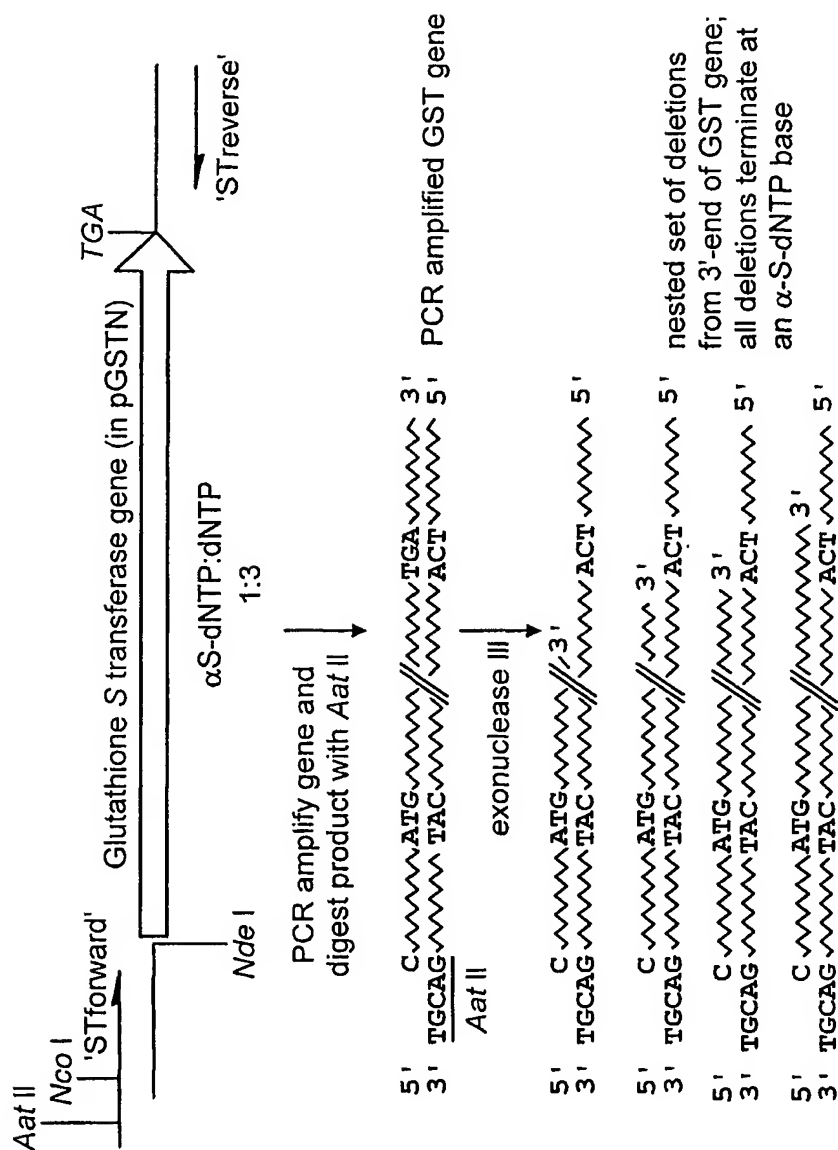 Aat II
Nco I
'STforward'
Nde I
Glutathione S transferase gene (in pGSTN)
TGA
'STreverse'
αS-dNTP:dNTP
1:3
PCR amplify gene and
digest product with Aat II
5' C ATG TGA 3'
3' TGCAG TAC ACT 5'
Aat II
PCR amplified GST gene
exonuclease III
5' C ATG 3'
3' TGCAG TAC ACT 5'
5' C ATG 3'
3' TGCAG TAC ACT 5'
5' C ATG 3'
3' TGCAG TAC ACT 5'
5' C ATG 3'
3' TGCAG TAC ACT 5'
nested set of deletions
from 3'-end of GST gene;
all deletions terminate at
an α-S-dNTP base